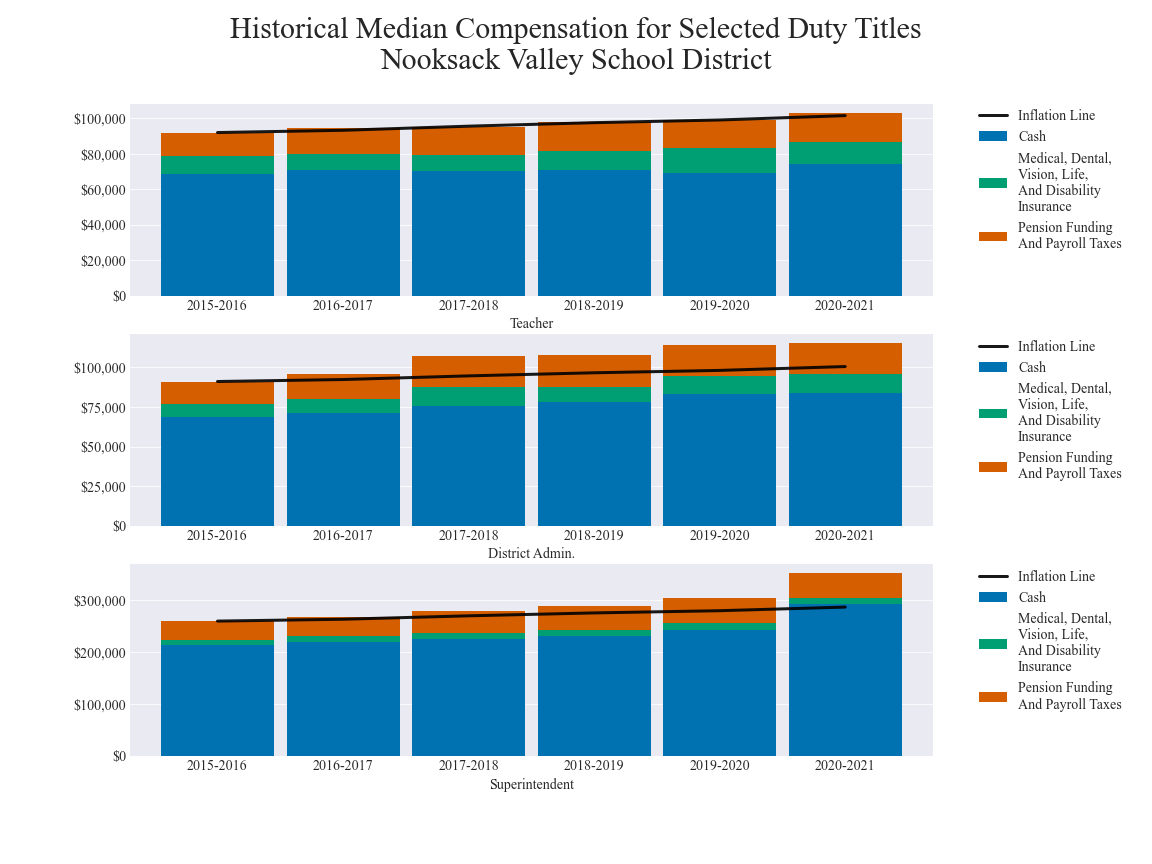 Historical Median Compensation for Selected Duty Titles
Nooksack Valley School District
$100,000
$80,000
$60,000
$40,000
$20,000
$0
2015-2016
2016-2017
2017-2018
2018-2019
2019-2020
2020-2021
Teacher
Inflation Line
Cash
Medical, Dental,
Vision, Life,
And Disability
Insurance
Pension Funding
And Payroll Taxes
$100,000
$75,000
$50,000
$25,000
$0
2015-2016
2016-2017
2017-2018
2018-2019
2019-2020
2020-2021
District Admin.
Inflation Line
Cash
Medical, Dental,
Vision, Life,
And Disability
Insurance
Pension Funding
And Payroll Taxes
$300,000
$200,000
$100,000
$0
2015-2016
2016-2017
2017-2018
2018-2019
2019-2020
2020-2021
Superintendent
Inflation Line
Cash
Medical, Dental,
Vision, Life,
And Disability
Insurance
Pension Funding
And Payroll Taxes